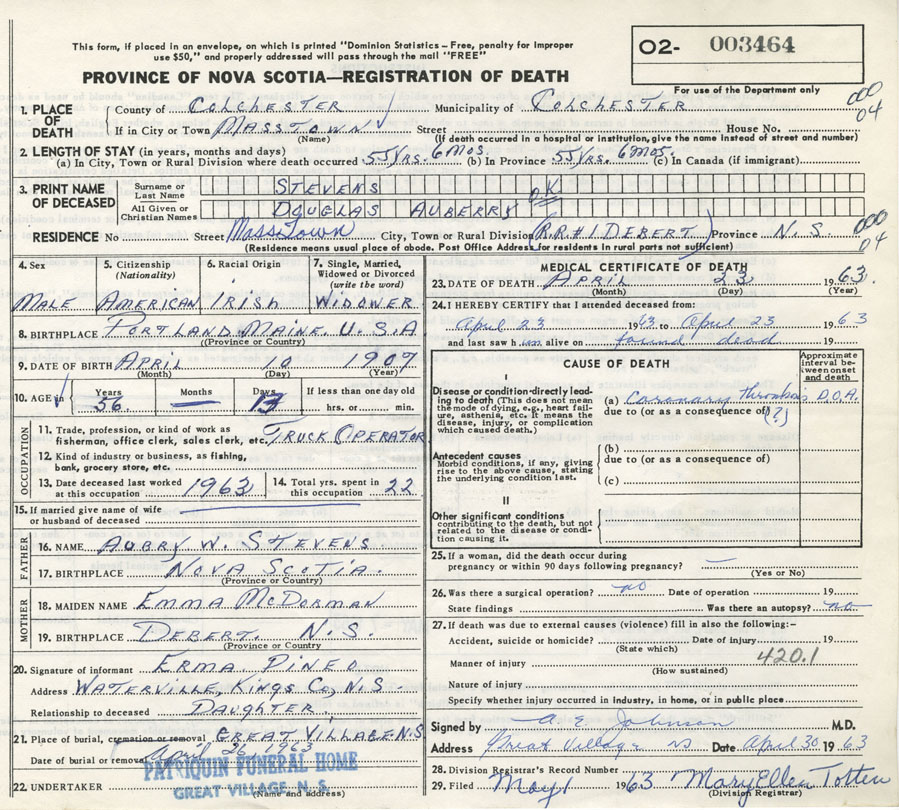 This form, if placed in an envelope, on which is printed "Dominion Statistics – Free, penalty for improper
use $50," and properly addressed will pass through the mail "FREE"
O2- 003464
PROVINCE OF NOVA SCOTIA—REGISTRATION OF DEATH
For use of the Department only
1. PLACE OF DEATH { County of COLCHESTER Municipality of COLCHESTER 000 04
If in City or Town MASSTOWN Street House No.
(Name) (If death occurred in a hospital or institution, give the name instead of street and number)
2. LENGTH OF STAY (in years, months and days)
(a) In City, Town or Rural Division where death occurred 55 yrs. 6 mos. (b) In Province 55 yrs. 6 mos. (c) In Canada (if immigrant)
3. PRINT NAME OF DECEASED { Surname or Last Name STEVENS
All Given or Christian Names DOUGLAS AUBERRY OK
RESIDENCE No Street Masstown City, Town or Rural Division (RR#1 DEBERT) Province N.S 000 04
(Residence means usual place of abode. Post Office Address for residents in rural parts not sufficient)
4. Sex MALE
5. Citizenship (Nationality) AMERICAN
6. Racial Origin IRISH
7. Single, Married, Widowed or Divorced (write the word) WIDOWER
8. BIRTHPLACE PORTLAND MAINE. U.S.A
(Province or Country)
9. DATE OF BIRTH APRIL 10 1907
(Month) (Day) (Year)
10. AGE in { Years 56 Months — Days 13 If less than one day old hrs. or min.
OCCUPATION
11. Trade, profession, or kind of work as fisherman, office clerk, sales clerk, etc. TRUCK OPERATOR
12. Kind of industry or business, as fishing, bank, grocery store, etc.
13. Date deceased last worked at this occupation 1963
14. Total yrs. spent in this occupation 22
15. If married give name of wife or husband of deceased
FATHER
16. NAME AUBRY W. STEVENS
17. BIRTHPLACE NOVA SCOTIA.
(Province or Country)
MOTHER
18. MAIDEN NAME EMMA MCDORMAN
19. BIRTHPLACE DEBERT. N.S.
(Province or Country)
20. Signature of informant ERMA PINEO
Address WATERVILLE, KINGS CO, N.S.
Relationship to deceased DAUGHTER.
21. Place of burial, cremation or removal GREAT VILLAGE N.S
Date of burial or removal April 26, 1963
22. UNDERTAKER PATRIQUIN FUNERAL HOME
GREAT VILLAGE, N. S.
(Name and address)
MEDICAL CERTIFICATE OF DEATH
23. DATE OF DEATH APRIL 23 1963.
(Month) (Day) (Year)
24. I HEREBY CERTIFY that I attended deceased from:
April 23 1963 to April 23 1963
and last saw him alive on found dead 19
CAUSE OF DEATH
Approximate interval between onset and death
I
Disease or condition directly leading to death (This does not mean the mode of dying, e.g., heart failure, asthenia, etc. It means the disease, injury, or complication which caused death.)
(a) Coronary Thrombosis D.O.A.
due to (or as a consequence of) (?)
Antecedent causes
Morbid conditions, if any, giving rise to the above cause, stating the underlying condition last.
(b)
due to (or as a consequence of)
(c)
II
Other significant conditions
contributing to the death, but not related to the disease or condition causing it.
25. If a woman, did the death occur during
pregnancy or within 90 days following pregnancy? —
(Yes or No)
26. Was there a surgical operation? no Date of operation 19
State findings Was there an autopsy? no
27. If death was due to external causes (violence) fill in also the following:–
Accident, suicide or homicide? Date of injury 19
(State which)
Manner of injury 420.1
(How sustained)
Nature of injury
Specify whether injury occurred in industry, in home, or in public place
Signed by A. E. Johnson M.D.
Address Great Village NS Date April 30 1963
28. Division Registrar's Record Number
29. Filed May 1 1963 Mary Ellen Totten
(Division Registrar)